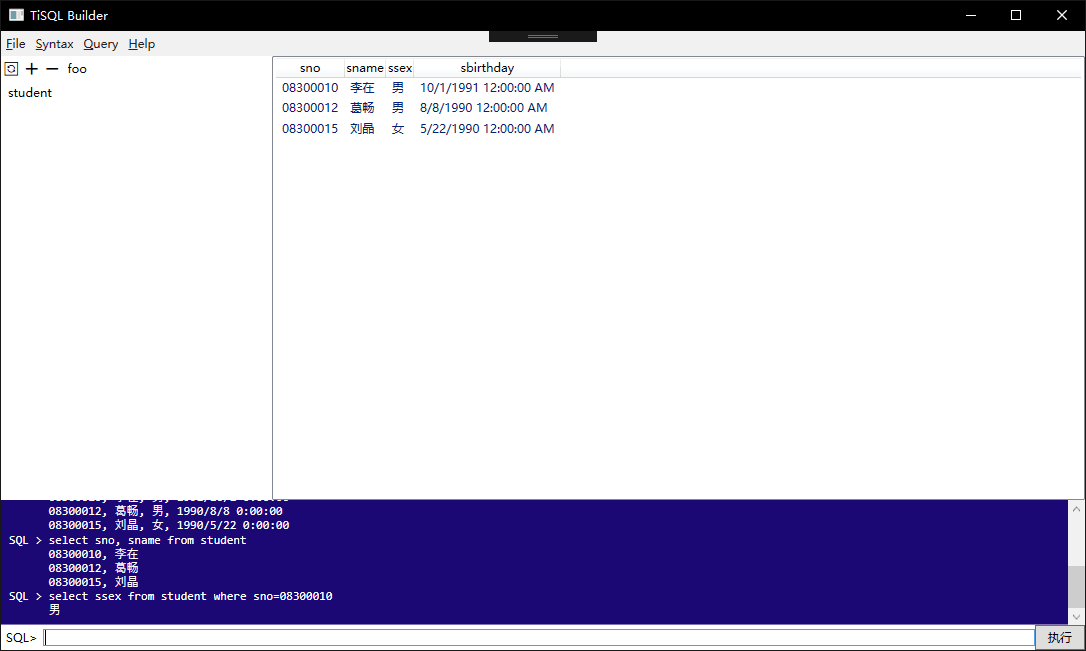 TiSQL Builder
File Syntax Query Help
foo
student
sno sname ssex sbirthday
08300010 李在 男 10/1/1991 12:00:00 AM
08300012 葛畅 男 8/8/1990 12:00:00 AM
08300015 刘晶 女 5/22/1990 12:00:00 AM
08300012, 葛畅, 男, 1990/8/8 0:00:00
08300015, 刘晶, 女, 1990/5/22 0:00:00
SQL > select sno, sname from student
08300010, 李在
08300012, 葛畅
08300015, 刘晶
SQL > select ssex from student where sno=08300010
男
SQL>
执行